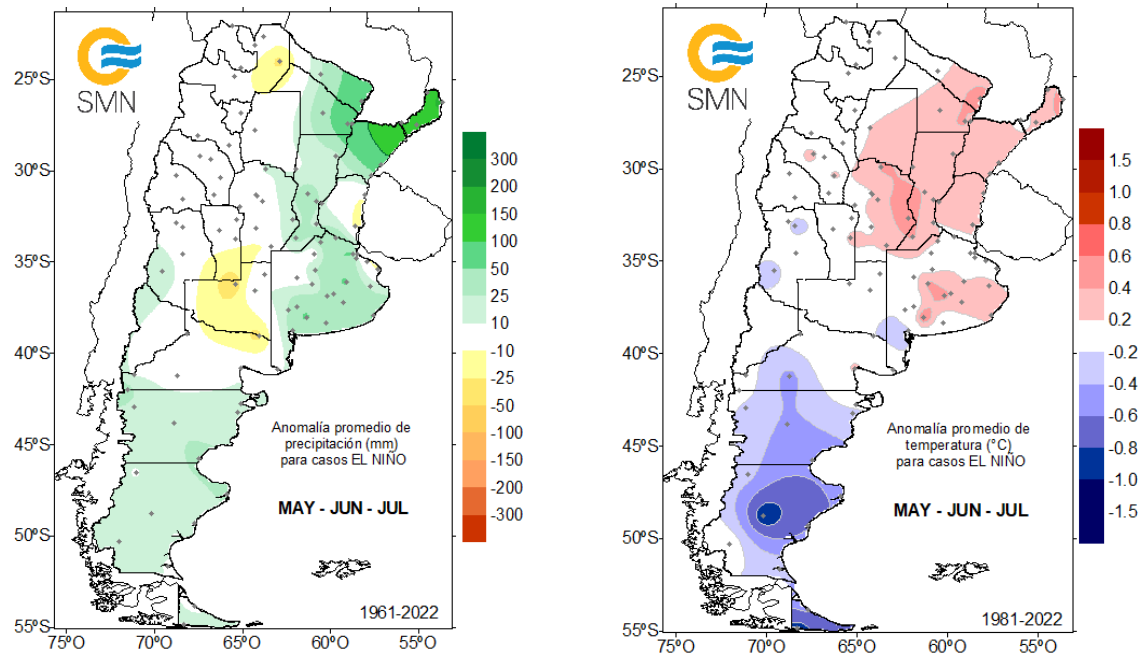 SMN
25ºS
30ºS
35ºS
40ºS
45ºS
50ºS
55ºS
75ºO
70ºO
65ºO
60ºO
55ºO
300
200
150
100
50
25
10
-10
-25
-50
-100
-150
-200
-300
Anomalía promedio de
precipitación (mm)
para casos EL NIÑO
MAY - JUN - JUL
1961-2022
SMN
25ºS
30ºS
35ºS
40ºS
45ºS
50ºS
55ºS
75ºO
70ºO
65ºO
60ºO
55ºO
1.5
1.0
0.8
0.6
0.4
0.2
-0.2
-0.4
-0.6
-0.8
-1.0
-1.5
Anomalía promedio de
temperatura (°C)
para casos EL NIÑO
MAY - JUN - JUL
1981-2022